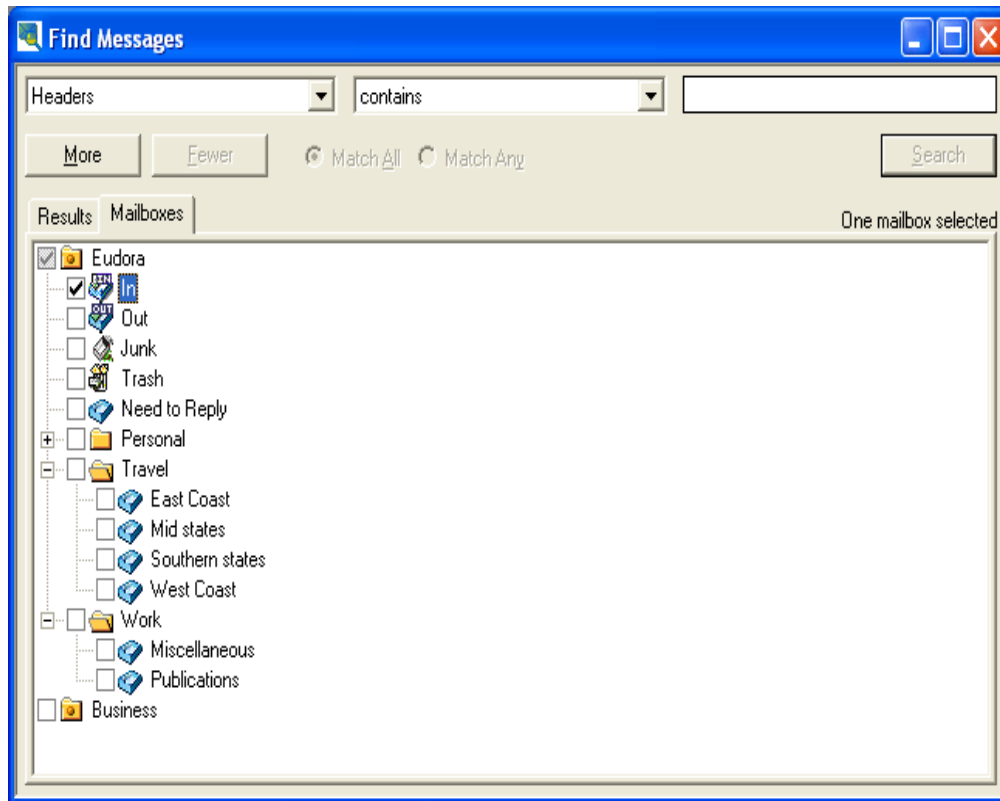 Find Messages
Headers contains
More Fewer Match All Match Any Search
Results Mailboxes One mailbox selected
Eudora
IN In
OUT Out
Junk
Trash
Need to Reply
Personal
Travel
East Coast
Mid states
Southern states
West Coast
Work
Miscellaneous
Publications
Business